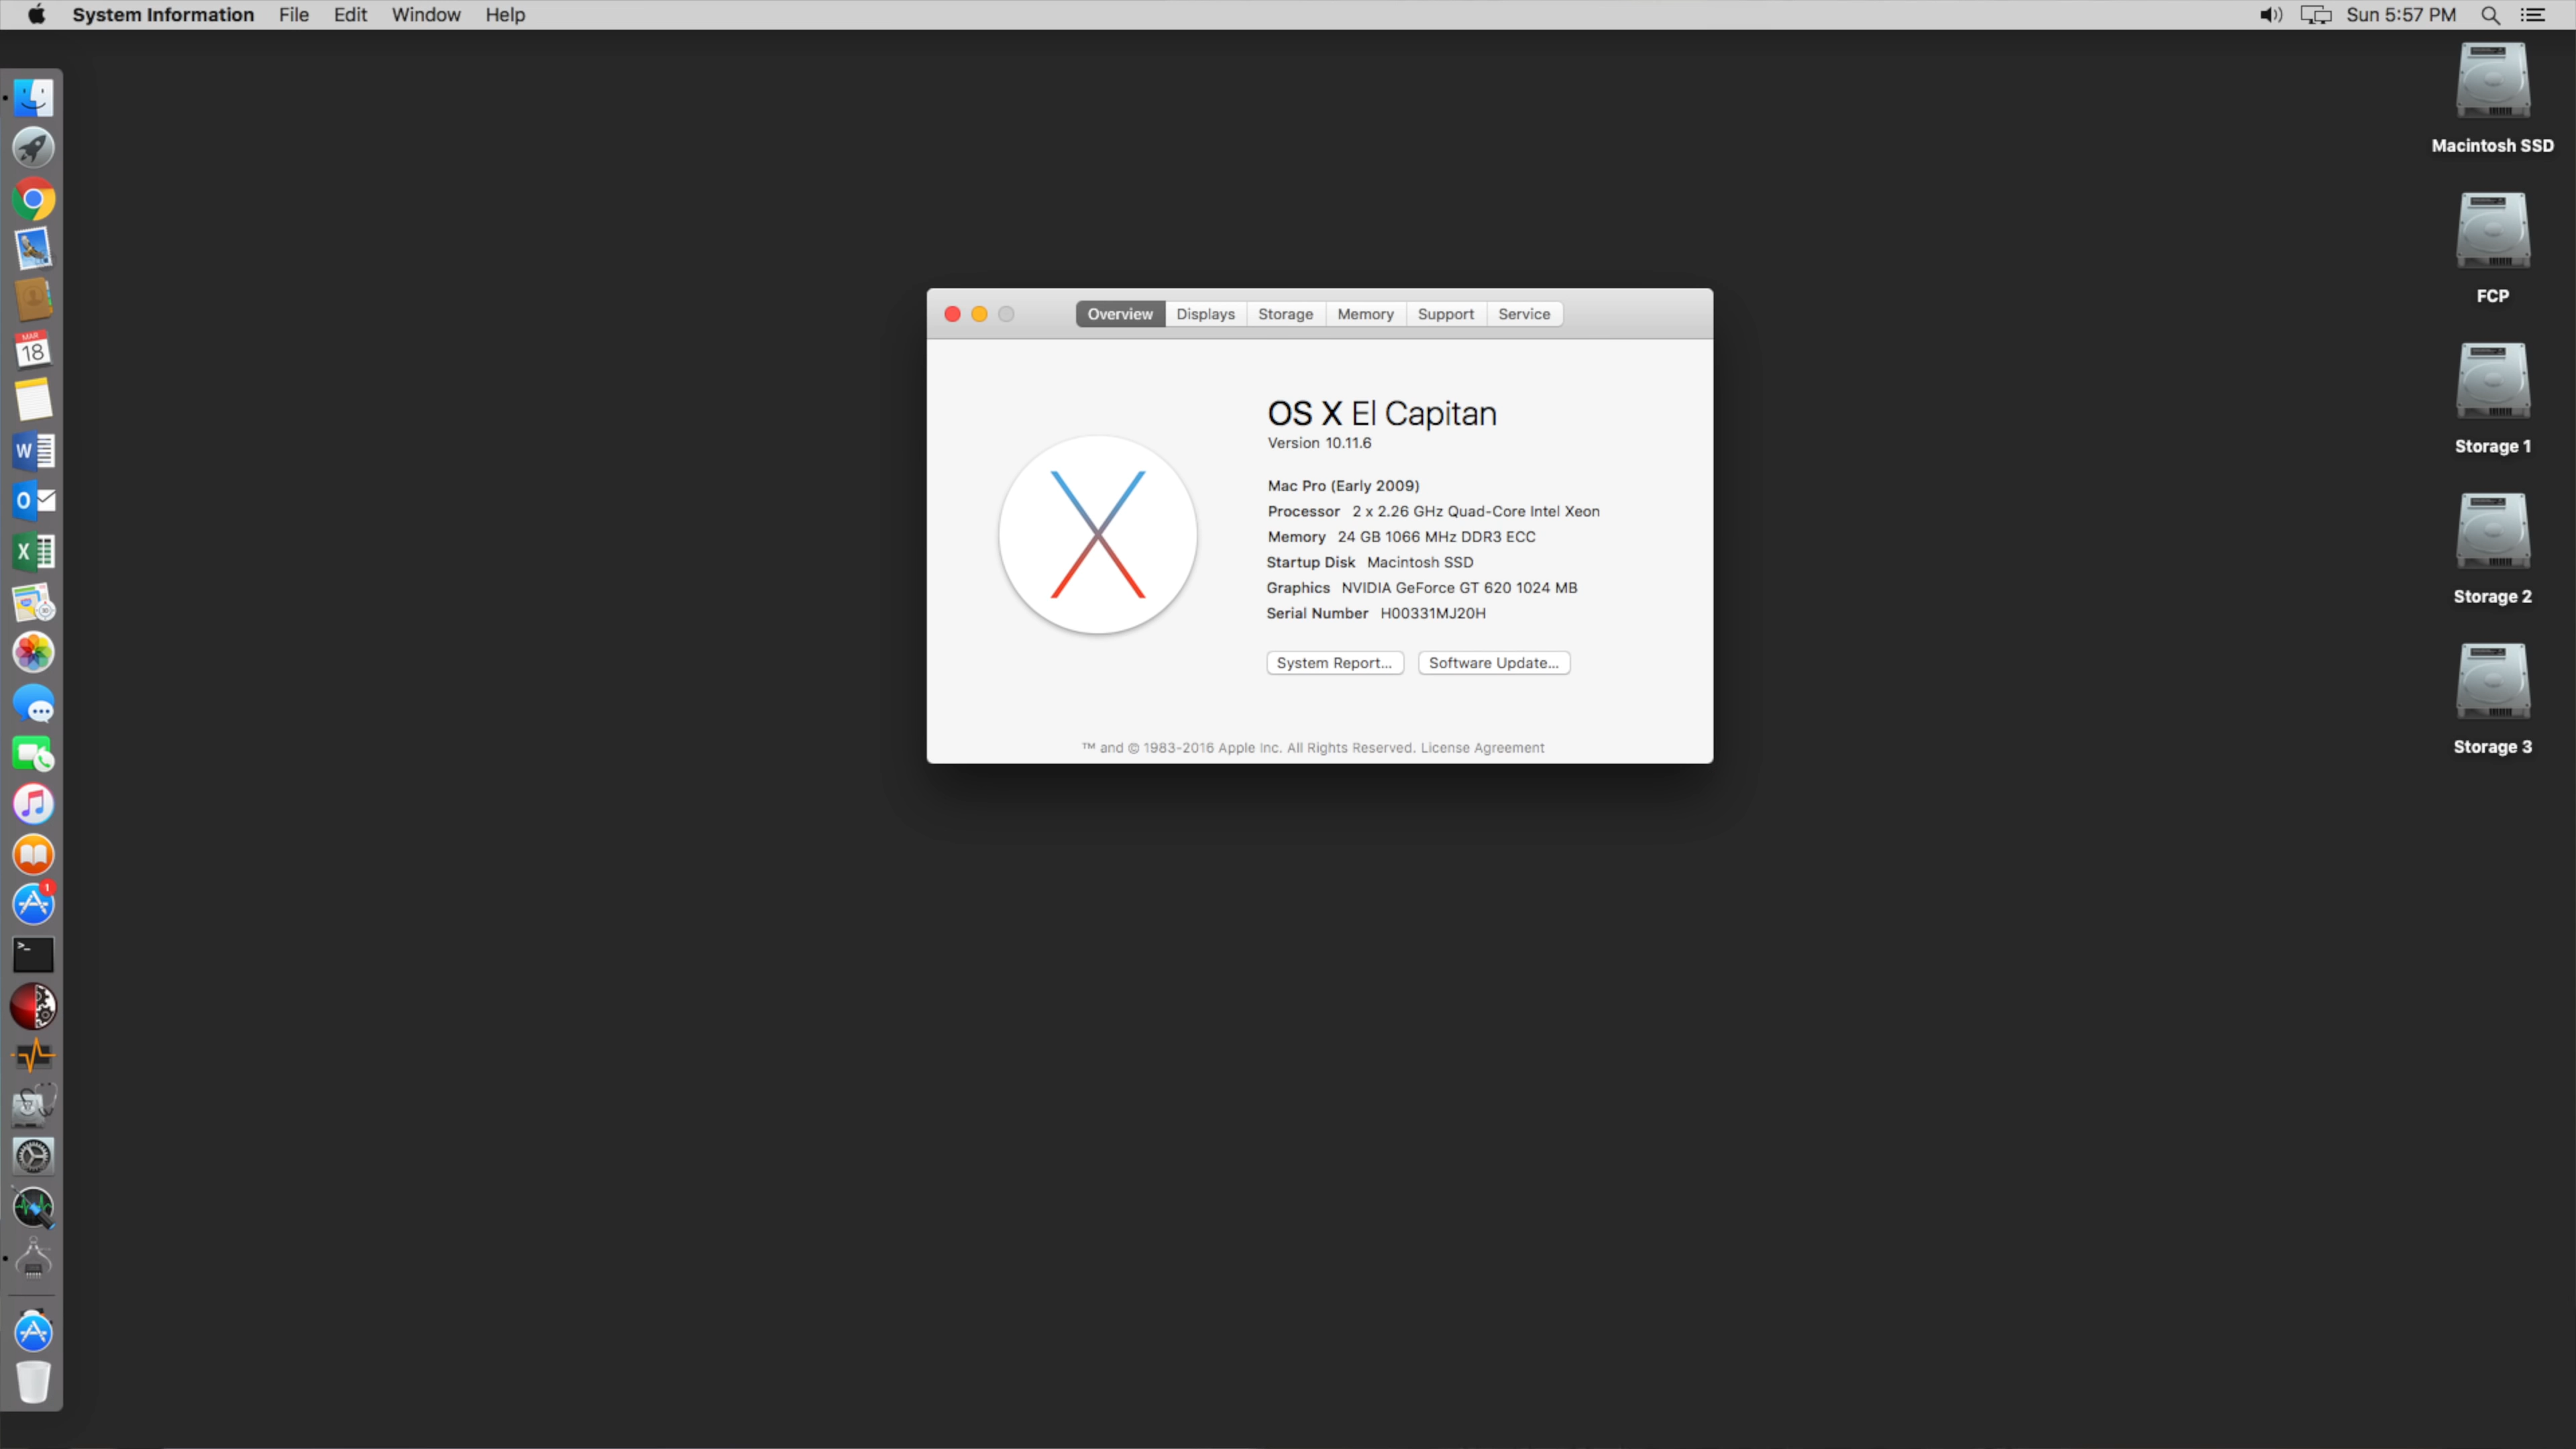 System Information File Edit Window Help
Sun 5:57 PM
Macintosh SSD
FCP
Storage 1
Storage 2
Storage 3
Overview Displays Storage Memory Support Service
OS X El Capitan
Version 10.11.6
Mac Pro (Early 2009)
Processor 2 x 2.26 GHz Quad-Core Intel Xeon
Memory 24 GB 1066 MHz DDR3 ECC
Startup Disk Macintosh SSD
Graphics NVIDIA GeForce GT 620 1024 MB
Serial Number H00331MJ20H
System Report... Software Update...
™ and © 1983-2016 Apple Inc. All Rights Reserved. License Agreement
MAR
18
W
O
X
1
>_